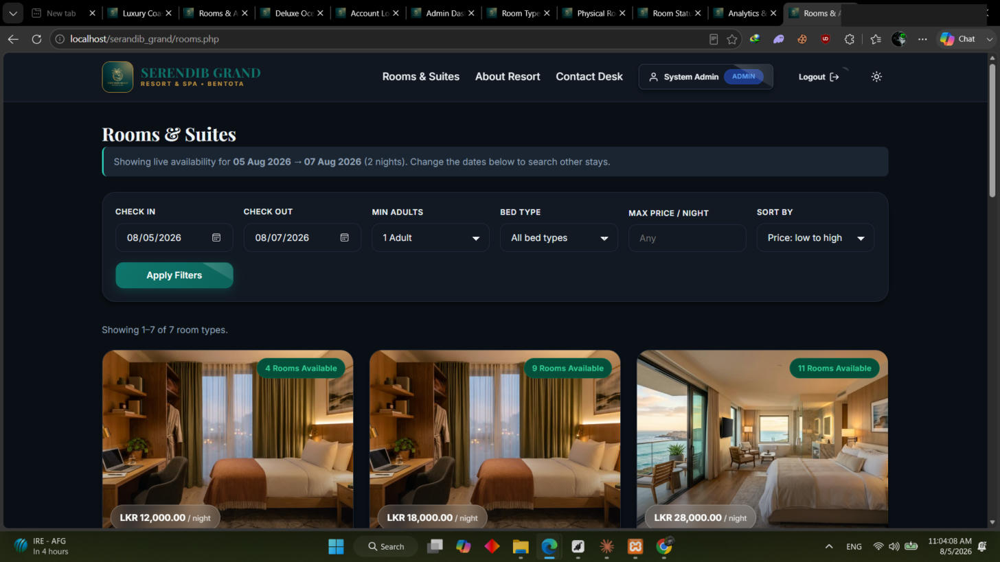 New tab
Luxury Coa
Rooms & A
Deluxe Oce
Account Lo
Admin Das
Room Type
Physical Ro
Room Statu
Analytics &
Rooms & A
localhost/serandib_grand/rooms.php
Chat
SERENDIB GRAND
RESORT & SPA • BENTOTA
Rooms & Suites
About Resort
Contact Desk
System Admin
ADMIN
Logout
Rooms & Suites
Showing live availability for 05 Aug 2026 → 07 Aug 2026 (2 nights). Change the dates below to search other stays.
CHECK IN
CHECK OUT
MIN ADULTS
BED TYPE
MAX PRICE / NIGHT
SORT BY
08/05/2026
08/07/2026
1 Adult
All bed types
Any
Price: low to high
Apply Filters
Showing 1–7 of 7 room types.
4 Rooms Available
9 Rooms Available
11 Rooms Available
LKR 12,000.00 / night
LKR 18,000.00 / night
LKR 28,000.00 / night
IRE - AFG
In 4 hours
Search
ENG
11:04:08 AM
8/5/2026